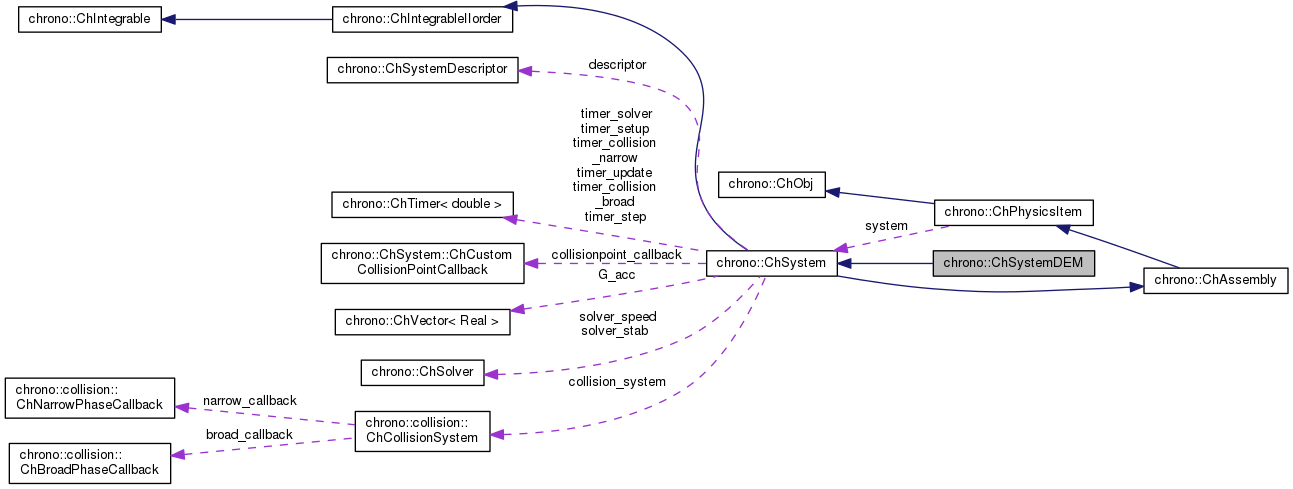 chrono::ChIntegrable
chrono::ChIntegrableIIorder
chrono::ChSystemDescriptor
descriptor
timer_solver
timer_setup
timer_collision
_narrow
timer_update
timer_collision
_broad
timer_step
chrono::ChTimer< double >
chrono::ChObj
chrono::ChPhysicsItem
system
chrono::ChSystem::ChCustom
CollisionPointCallback
collisionpoint_callback
chrono::ChSystem
chrono::ChSystemDEM
chrono::ChAssembly
G_acc
chrono::ChVector< Real >
solver_speed
solver_stab
chrono::ChSolver
collision_system
chrono::collision::
ChNarrowPhaseCallback
narrow_callback
chrono::collision::
ChCollisionSystem
broad_callback
chrono::collision::
ChBroadPhaseCallback